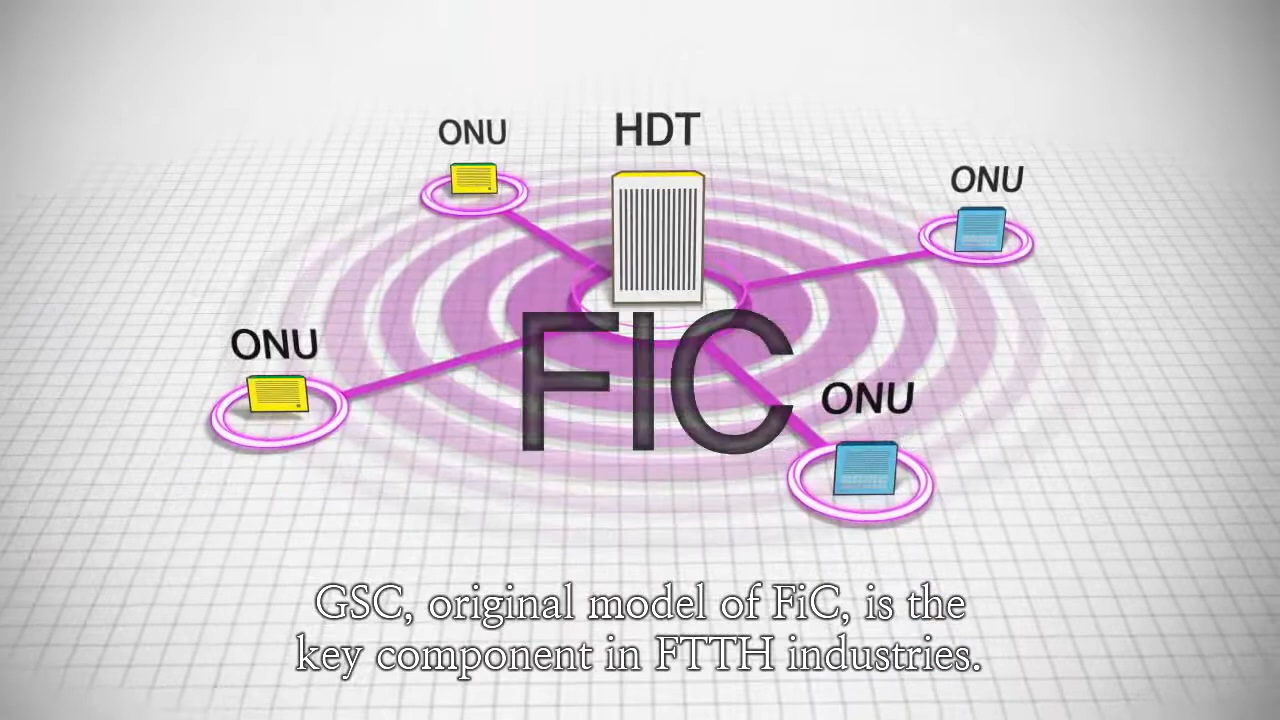 ONU
HDT
ONU
ONU
FIC
ONU
GSC, original model of FiC, is the
key component in FTTH industries.